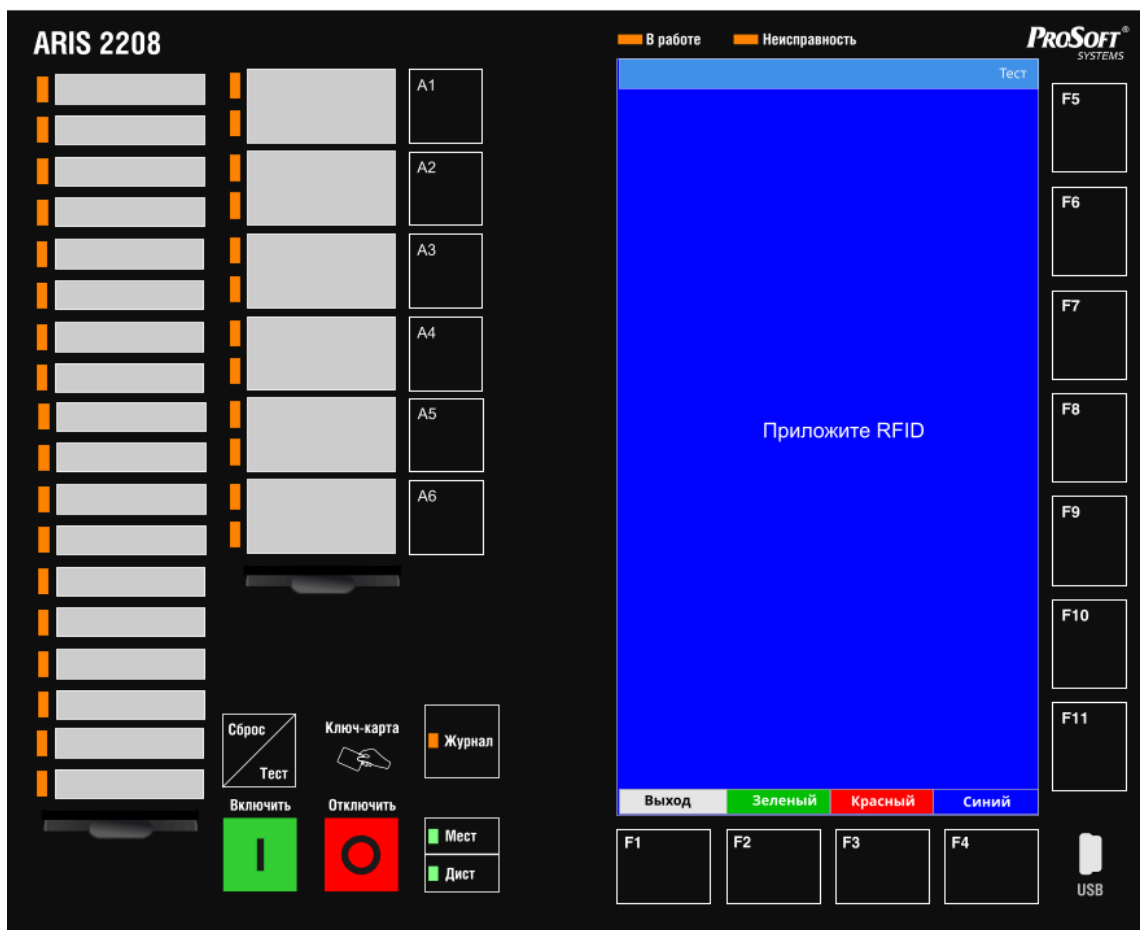 ARIS 2208
В работе
Неисправность
PROSOFT®
SYSTEMS
Тест
A1
A2
A3
A4
A5
A6
F5
F6
F7
F8
F9
F10
F11
Приложите RFID
Сброс
Тест
Ключ-карта
Журнал
Включить
Отключить
Мест
Дист
Выход
Зеленый
Красный
Синий
F1
F2
F3
F4
USB